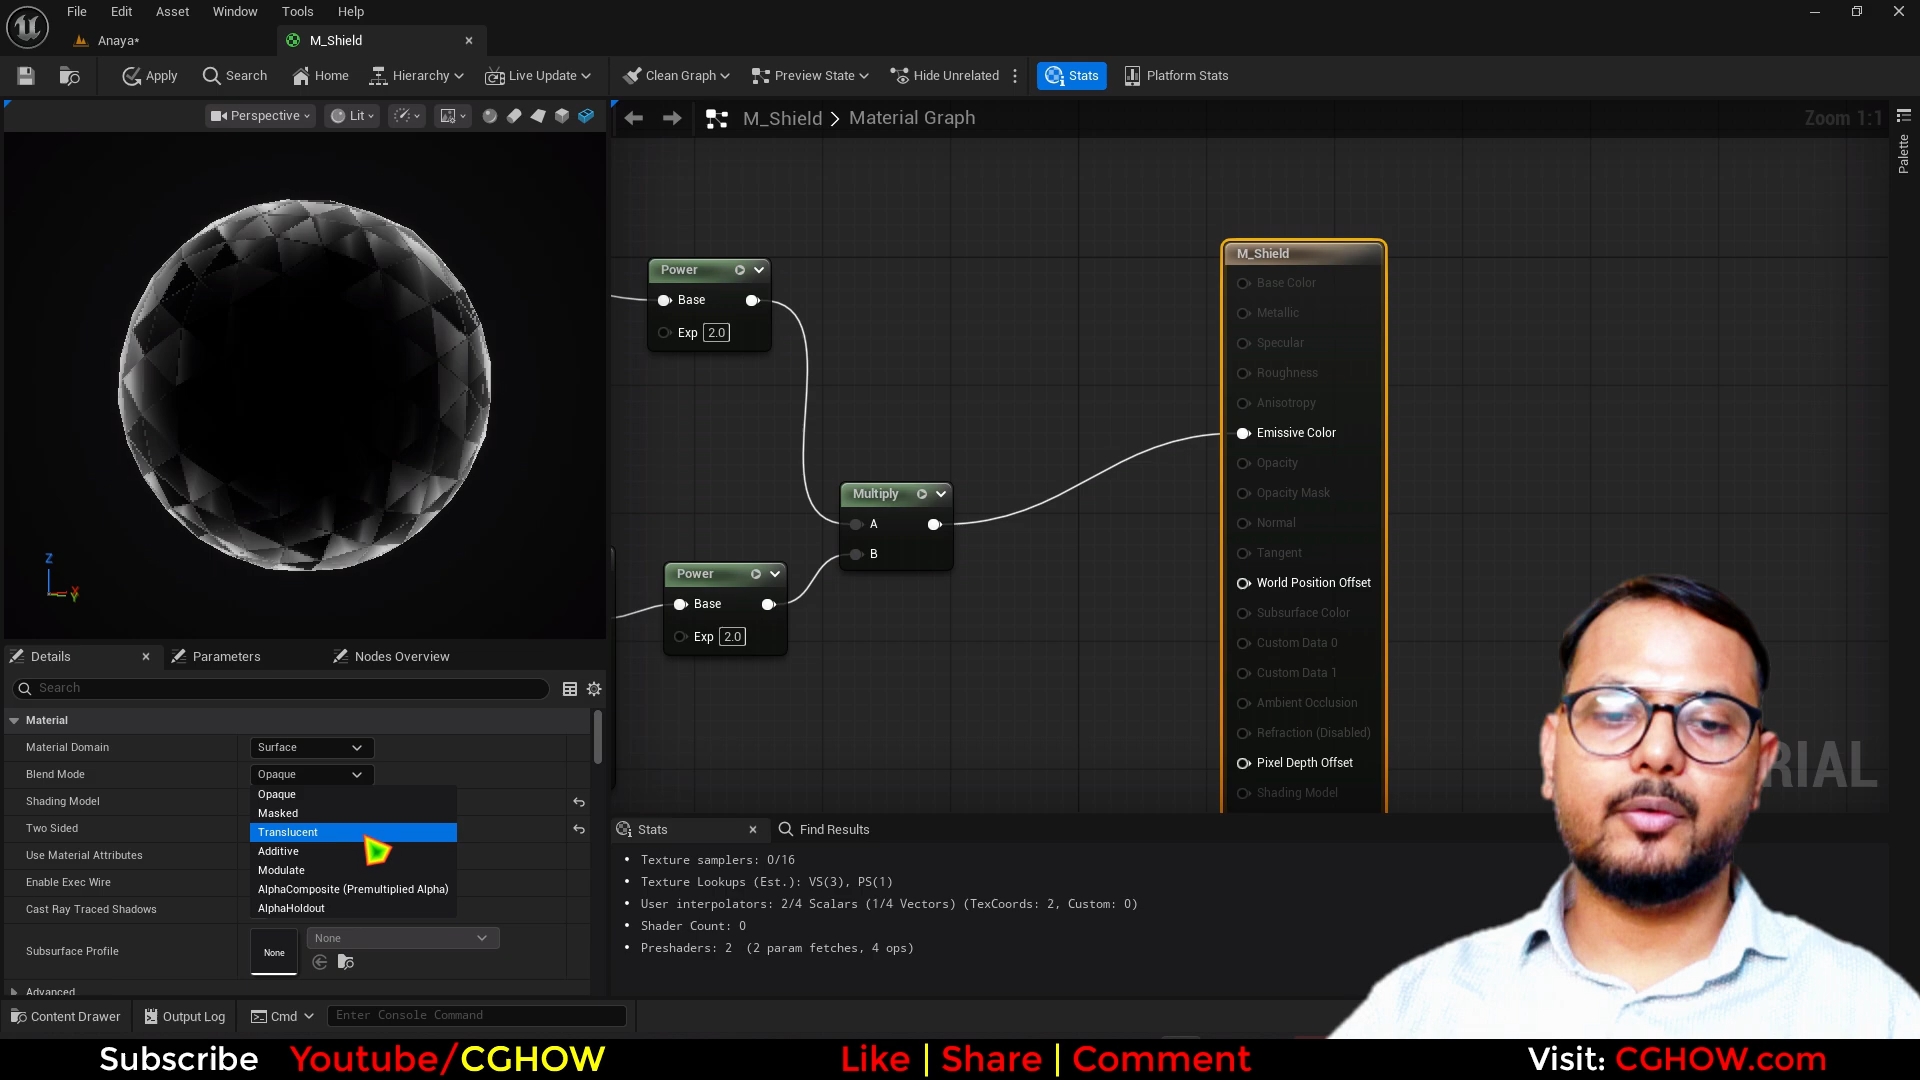 File Edit Asset Window Tools Help
Anaya*
M_Shield
Apply Search Home Hierarchy Live Update Clean Graph Preview State Hide Unrelated Stats Platform Stats
Perspective Lit
M_Shield > Material Graph
Zoom 1:1
Palette
Power
Base
Exp 2.0
Multiply
A
B
Power
Base
Exp 2.0
M_Shield
Base Color
Metallic
Specular
Roughness
Anisotropy
Emissive Color
Opacity
Opacity Mask
Normal
Tangent
World Position Offset
Subsurface Color
Custom Data 0
Custom Data 1
Ambient Occlusion
Refraction (Disabled)
Pixel Depth Offset
Shading Model
Z
X
Y
Details Parameters Nodes Overview
Search
Material
Material Domain Surface
Blend Mode Opaque
Shading Model
Two Sided
Use Material Attributes
Enable Exec Wire
Cast Ray Traced Shadows
Subsurface Profile
Advanced
Opaque
Masked
Translucent
Additive
Modulate
AlphaComposite (Premultiplied Alpha)
AlphaHoldout
None
None
Stats Find Results
Texture samplers: 0/16
Texture Lookups (Est.): VS(3), PS(1)
User interpolators: 2/4 Scalars (1/4 Vectors) (TexCoords: 2, Custom: 0)
Shader Count: 0
Preshaders: 2 (2 param fetches, 4 ops)
Content Drawer Output Log Cmd Enter Console Command
Subscribe Youtube/CGHOW
Like | Share | Comment
Visit: CGHOW.com